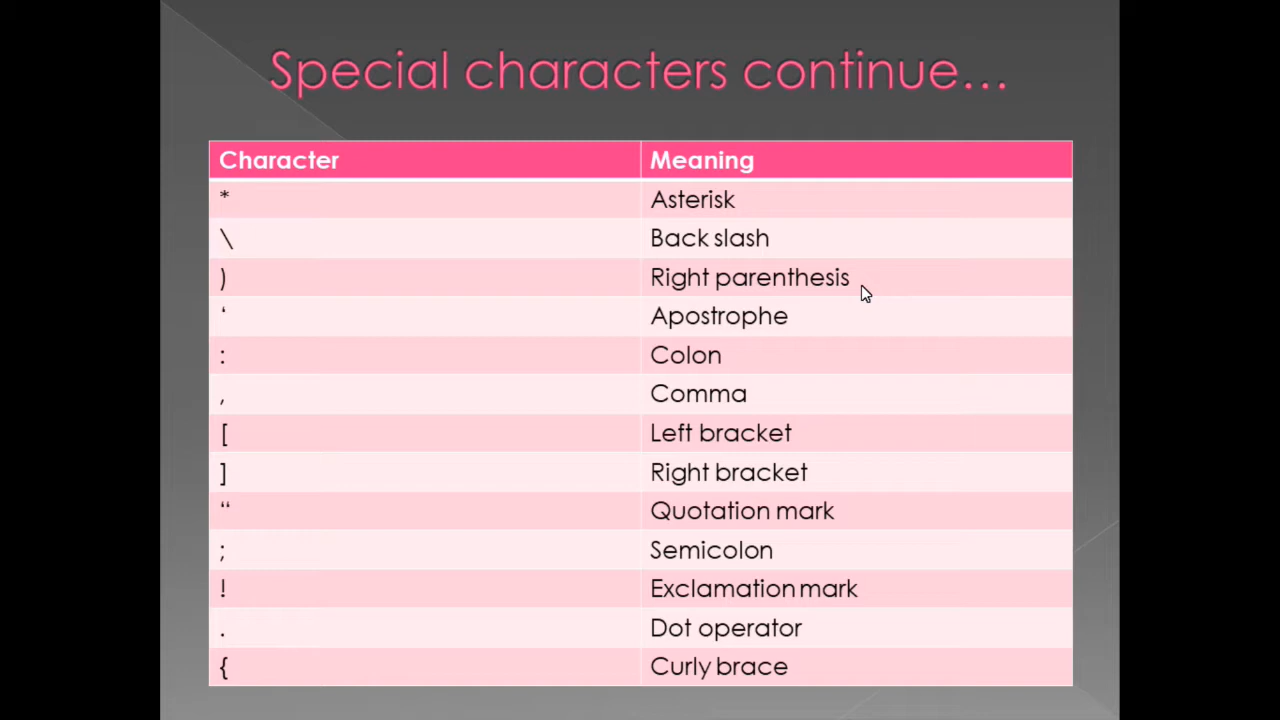 Special characters continue…
Character Meaning
* Asterisk
\ Back slash
) Right parenthesis
‘ Apostrophe
: Colon
, Comma
[ Left bracket
] Right bracket
“ Quotation mark
; Semicolon
! Exclamation mark
. Dot operator
{ Curly brace